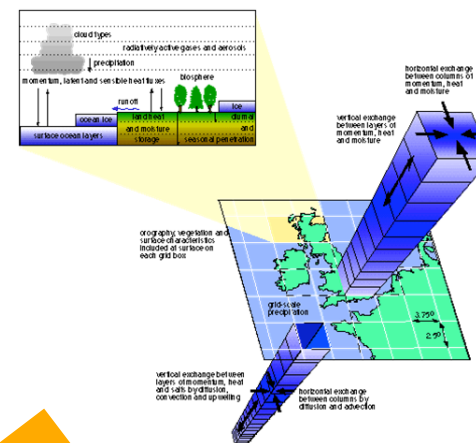 cloud types
radiatively active gases and aerosols
precipitation
momentum, latent and sensible heat fluxes
biosphere
runoff
ice
ocean ice
land heat
diurnal
surface ocean layers
and moisture
and
storage
seasonal penetration
horizontal exchange
between columns of
momentum, heat
and moisture
vertical exchange
between layers of
momentum, heat
and moisture
orography, vegetation and
surface characteristics
included at surface on
each grid box
grid-scale
precipitation
3.75°
2.5°
vertical exchange between
layers of momentum, heat
and salts by diffusion,
convection and upwelling
horizontal exchange
between columns by
diffusion and advection